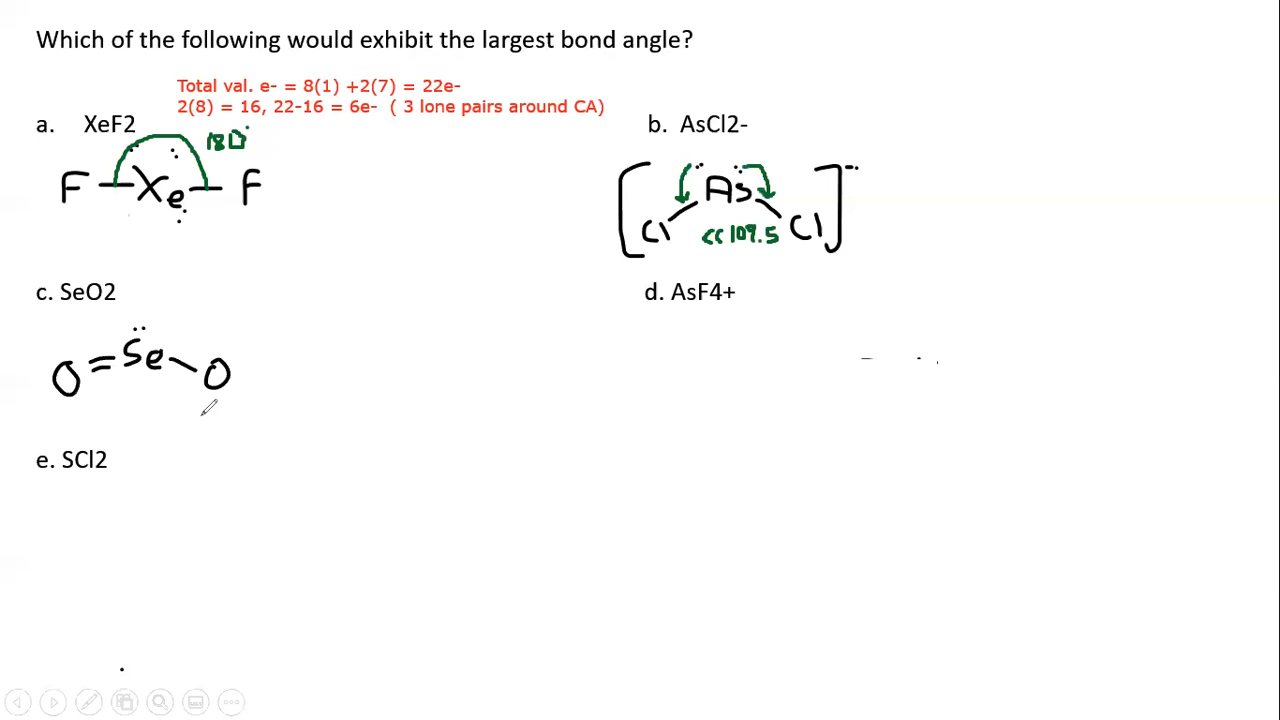 Which of the following would exhibit the largest bond angle?
Total val. e- = 8(1) +2(7) = 22e-
2(8) = 16, 22-16 = 6e- ( 3 lone pairs around CA)
a. XeF2
180°
F-Xe-F
b. AsCl2-
[Cl As Cl]-
<<109.5
c. SeO2
O=Se-O
d. AsF4+
e. SCl2